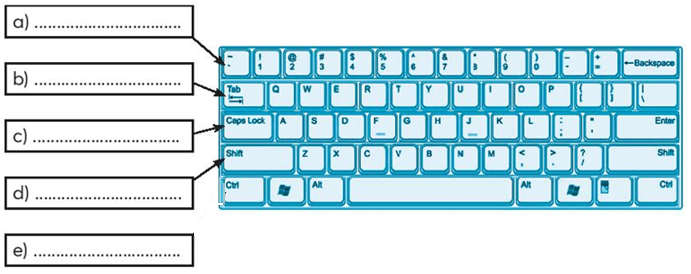 a) ................................
b) ................................
c) ................................
d) ................................
e) ................................
~ ! @ # $ % ^ & * ( ) _ +
` 1 2 3 4 5 6 7 8 9 0 - = ←Backspace
Tab Q W E R T Y U I O P { } |
[ ] \
Caps Lock A S D F G H J K L : " Enter
; '
Shift Z X C V B N M < > ? Shift
, . /
Ctrl Alt Alt Ctrl